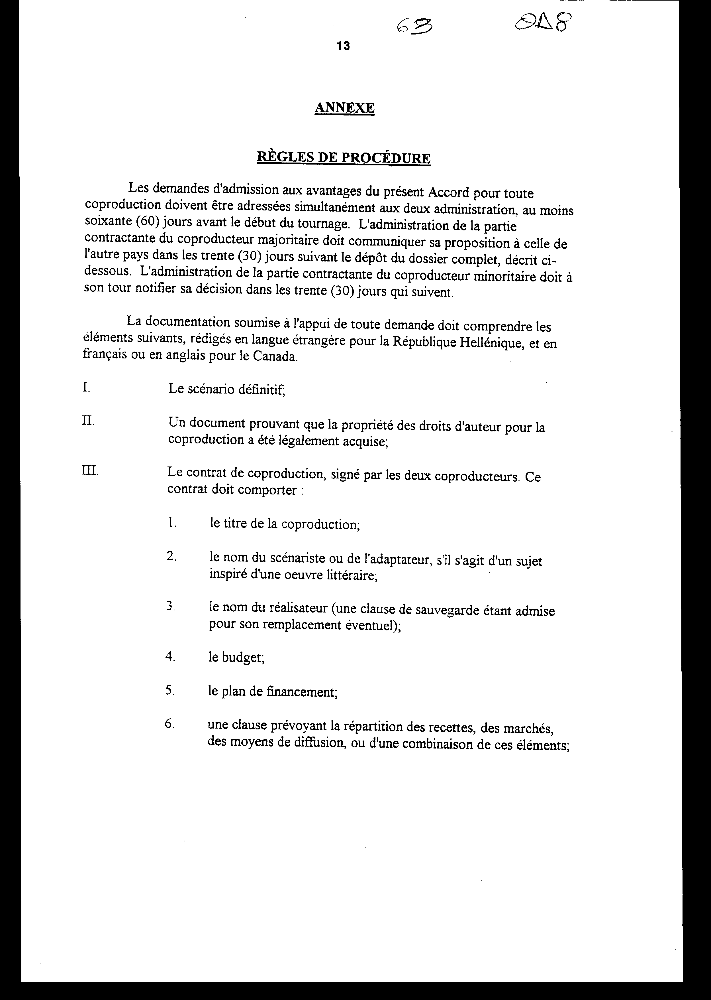 13
ANNEXE
RÈGLES DE PROCÉDURE
Les demandes d'admission aux avantages du présent Accord pour toute
coproduction doivent être adressées simultanément aux deux administration, au moins
soixante (60) jours avant le début du tournage. L'administration de la partie
contractante du coproducteur majoritaire doit communiquer sa proposition à celle de
l'autre pays dans les trente (30) jours suivant le dépôt du dossier complet, décrit ci-
dessous. L'administration de la partie contractante du coproducteur minoritaire doit à
son tour notifier sa décision dans les trente (30) jours qui suivent.
La documentation soumise à l'appui de toute demande doit comprendre les
éléments suivants, rédigés en langue étrangère pour la République Hellénique, et en
français ou en anglais pour le Canada.
I. Le scénario définitif;
II. Un document prouvant que la propriété des droits d'auteur pour la
coproduction a été légalement acquise;
III. Le contrat de coproduction, signé par les deux coproducteurs. Ce
contrat doit comporter :
1. le titre de la coproduction;
2. le nom du scénariste ou de l'adaptateur, s'il s'agit d'un sujet
inspiré d'une oeuvre littéraire;
3. le nom du réalisateur (une clause de sauvegarde étant admise
pour son remplacement éventuel);
4. le budget;
5. le plan de financement;
6. une clause prévoyant la répartition des recettes, des marchés,
des moyens de diffusion, ou d'une combinaison de ces éléments;